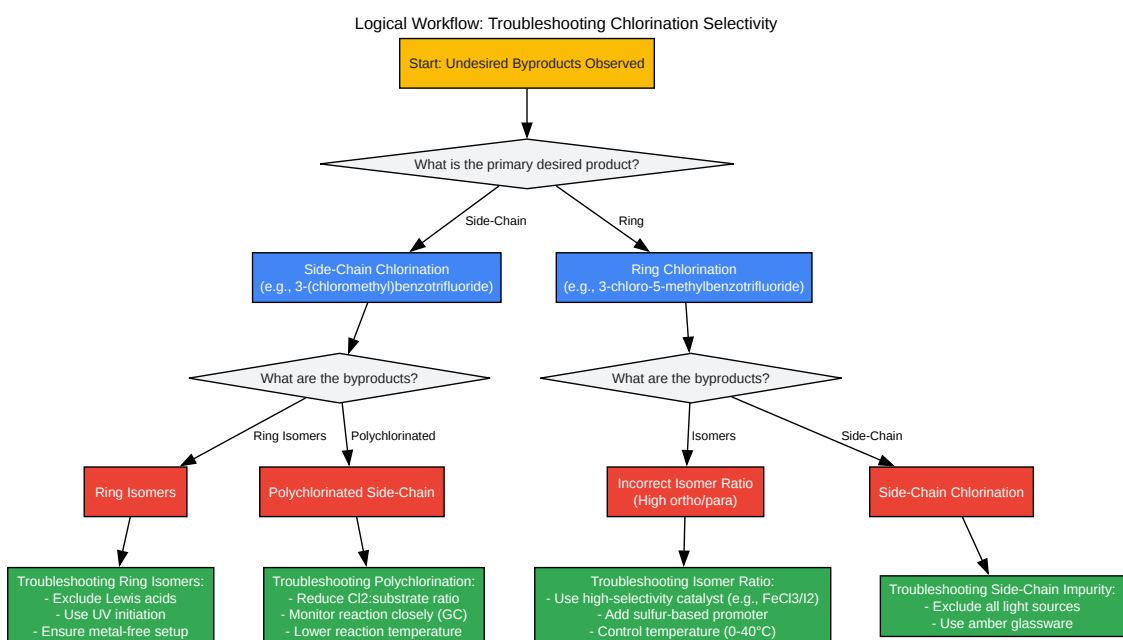 Logical Workflow: Troubleshooting Chlorination Selectivity
Start: Undesired Byproducts Observed
What is the primary desired product?
Side-Chain
Ring
Side-Chain Chlorination
(e.g., 3-(chloromethyl)benzotrifluoride)
Ring Chlorination
(e.g., 3-chloro-5-methylbenzotrifluoride)
What are the byproducts?
What are the byproducts?
Ring Isomers
Polychlorinated
Isomers
Side-Chain
Ring Isomers
Polychlorinated Side-Chain
Incorrect Isomer Ratio
(High ortho/para)
Side-Chain Chlorination
Troubleshooting Ring Isomers:
- Exclude Lewis acids
- Use UV initiation
- Ensure metal-free setup
Troubleshooting Polychlorination:
- Reduce Cl2:substrate ratio
- Monitor reaction closely (GC)
- Lower reaction temperature
Troubleshooting Isomer Ratio:
- Use high-selectivity catalyst (e.g., FeCl3/I2)
- Add sulfur-based promoter
- Control temperature (0-40°C)
Troubleshooting Side-Chain Impurity:
- Exclude all light sources
- Use amber glassware